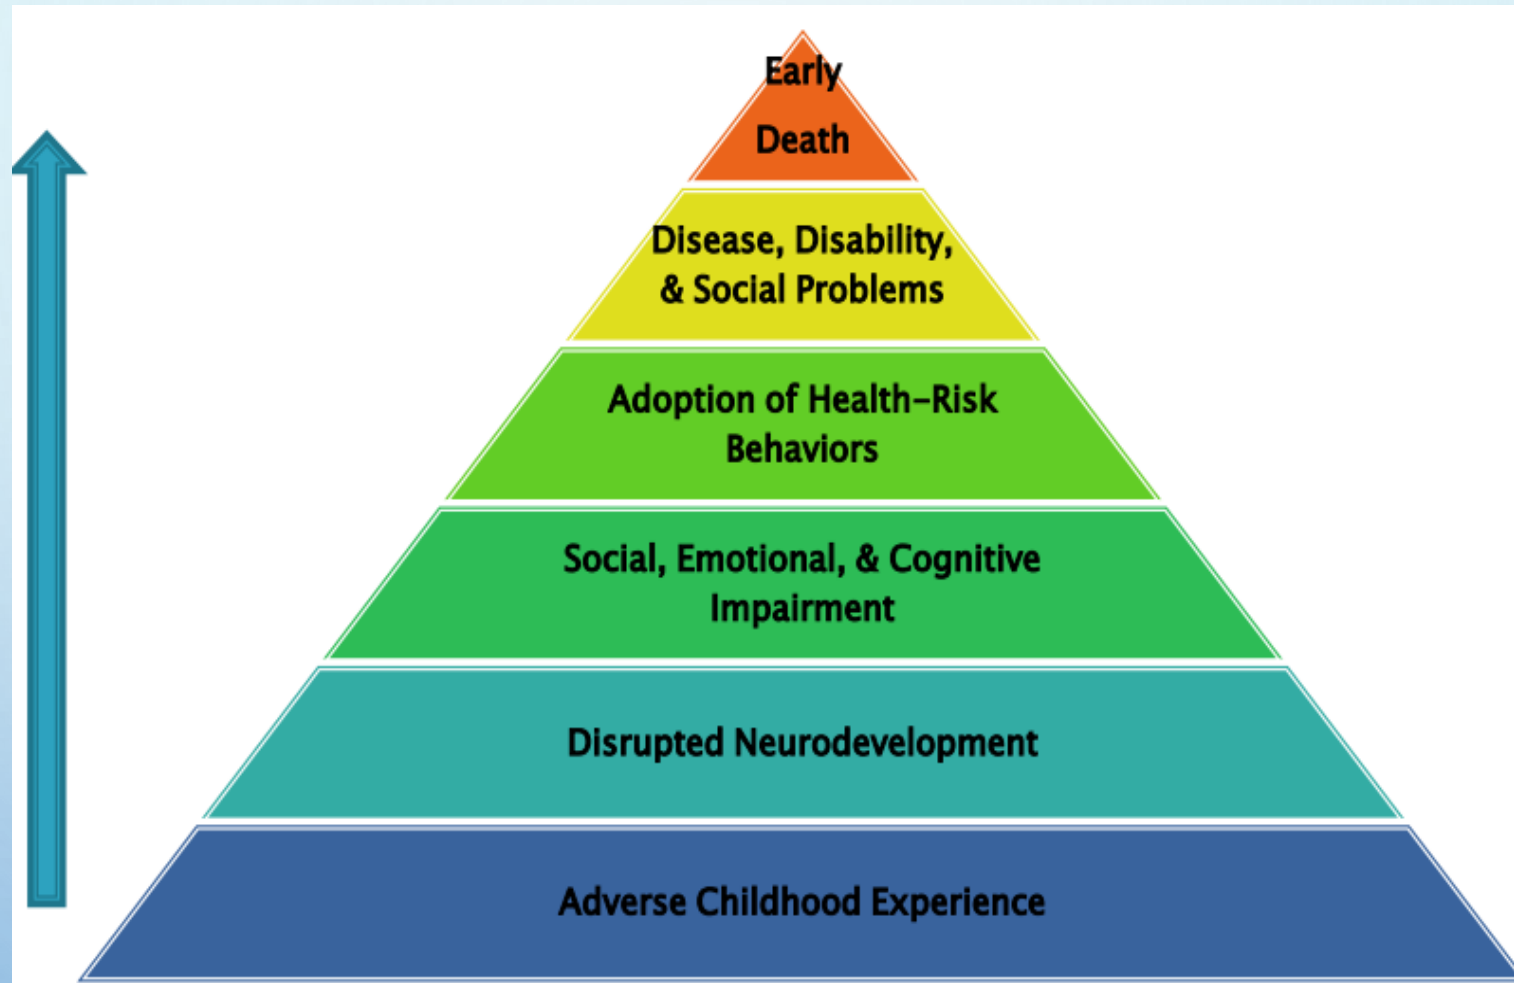 Early
Death
Disease, Disability,
& Social Problems
Adoption of Health-Risk
Behaviors
Social, Emotional, & Cognitive
Impairment
Disrupted Neurodevelopment
Adverse Childhood Experience